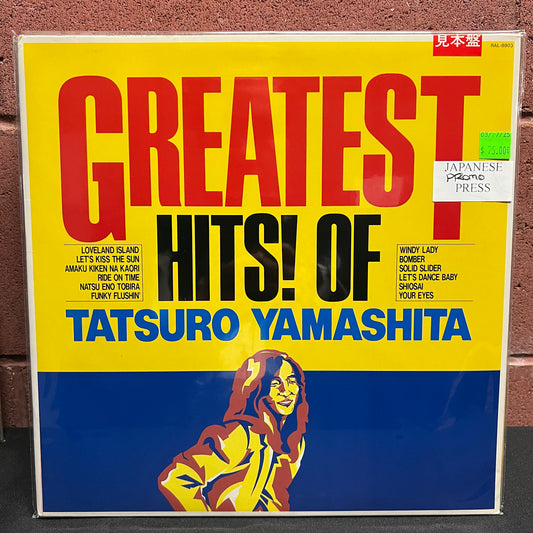 見本盤
RAL-8803
GREATEST
HITS! OF
LOVELAND ISLAND
LET'S KISS THE SUN
AMAKU KIKEN NA KAORI
RIDE ON TIME
NATSU ENO TOBIRA
FUNKY FLUSHIN'
WINDY LADY
BOMBER
SOLID SLIDER
LET'S DANCE BABY
SHIOSAI
YOUR EYES
TATSURO YAMASHITA
$ 75.00
JAPANESE
PROMO
PRESS